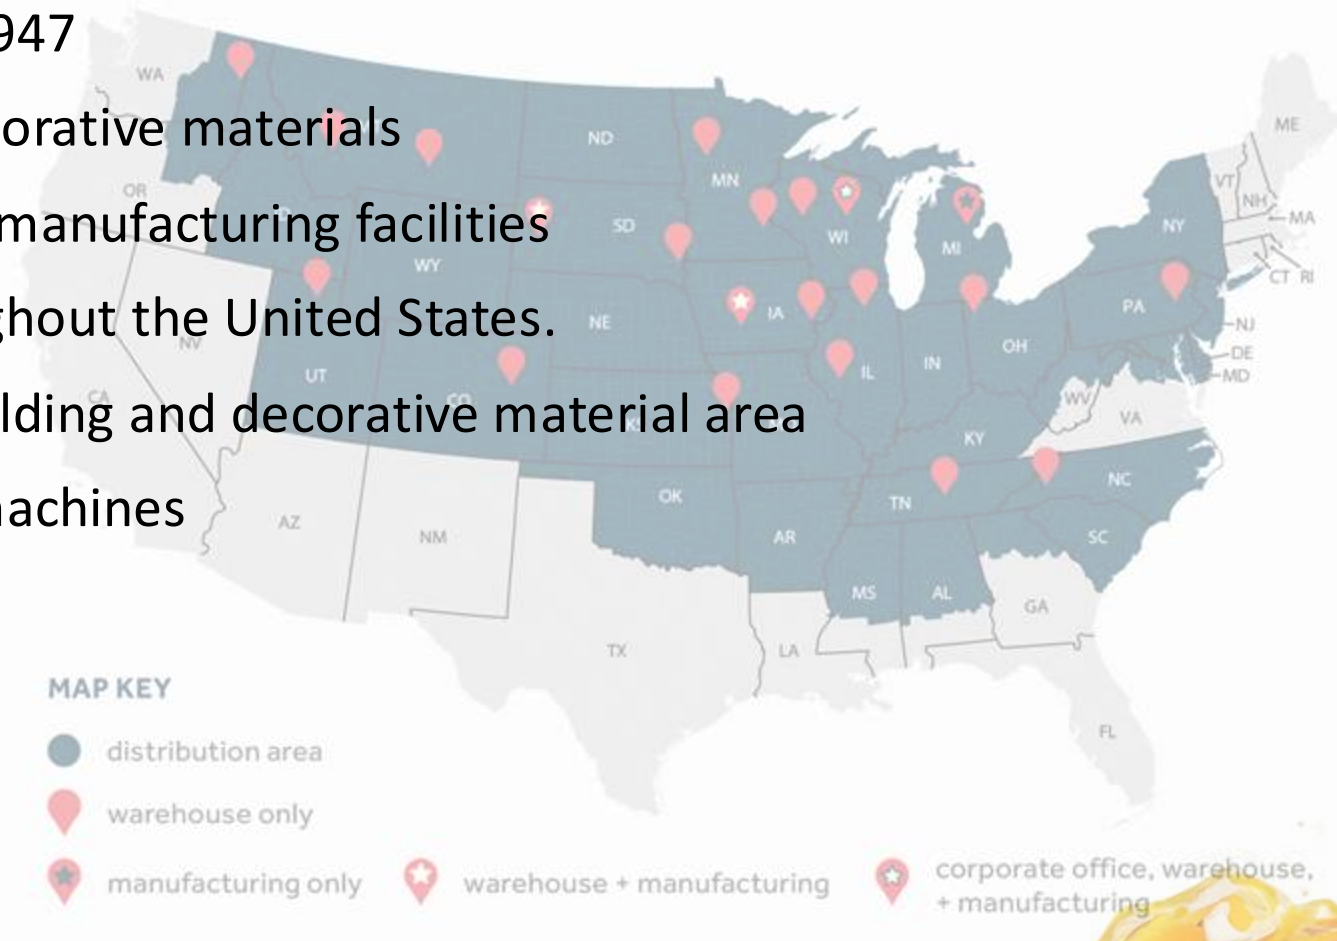 947
orative materials
manufacturing facilities
ghout the United States.
lding and decorative material area
achines
WA
OR
NV
CA
ID
UT
AZ
WY
CO
NM
ND
SD
NE
KS
OK
TX
MN
IA
AR
LA
WI
IL
MS
MI
IN
KY
TN
AL
OH
WV
VA
NC
SC
GA
FL
PA
NY
VT
NH
ME
MA
CT RI
NJ
DE
MD
MAP KEY
distribution area
warehouse only
manufacturing only
warehouse + manufacturing
corporate office, warehouse,
+ manufacturing